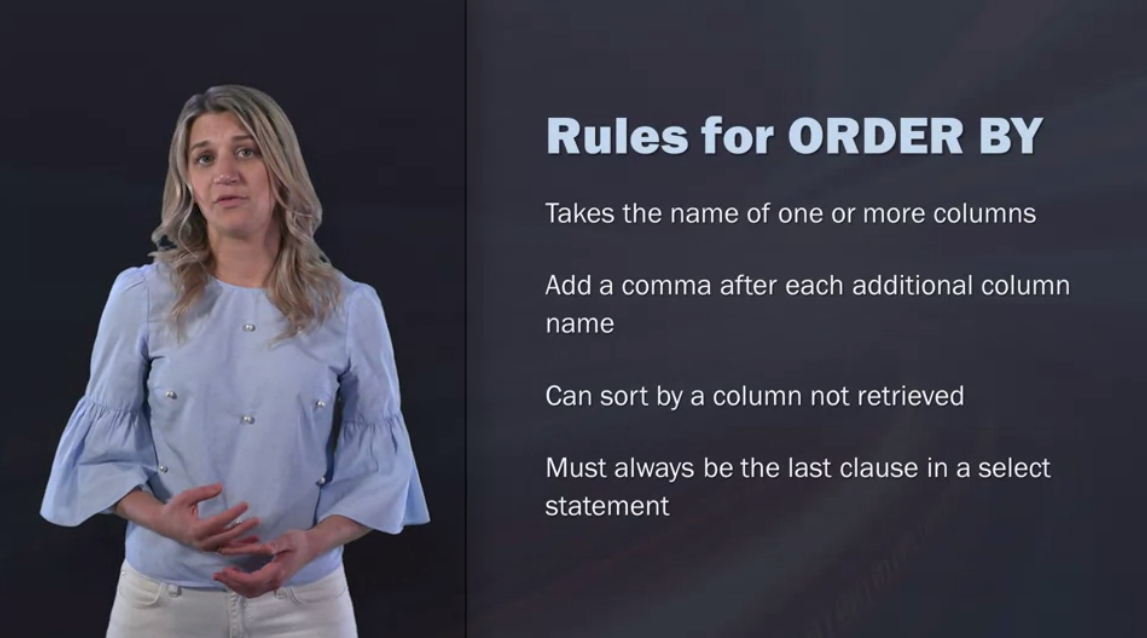 Rules for ORDER BY
Takes the name of one or more columns
Add a comma after each additional column
name
Can sort by a column not retrieved
Must always be the last clause in a select
statement